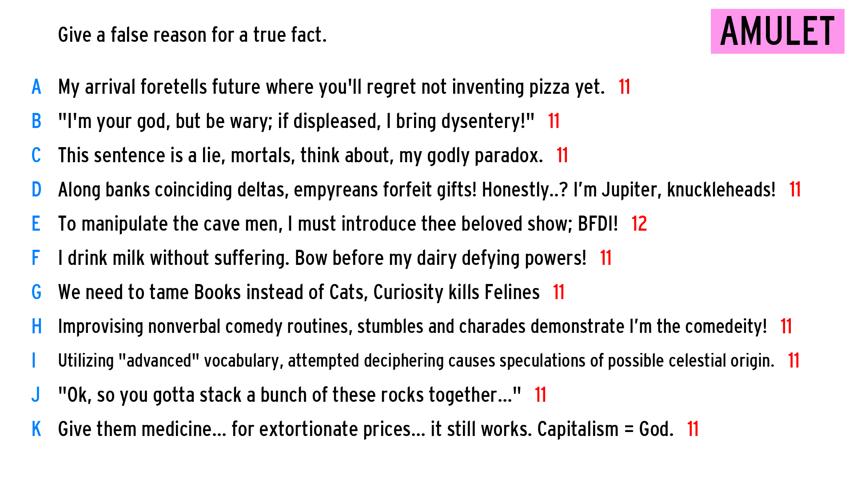 Give a false reason for a true fact.
AMULET
A My arrival foretells future where you'll regret not inventing pizza yet. 11
B "I'm your god, but be wary; if displeased, I bring dysentery!" 11
C This sentence is a lie, mortals, think about, my godly paradox. 11
D Along banks coinciding deltas, empyreans forfeit gifts! Honestly..? I'm Jupiter, knuckleheads! 11
E To manipulate the cave men, I must introduce thee beloved show; BFDI! 12
F I drink milk without suffering. Bow before my dairy defying powers! 11
G We need to tame Books instead of Cats, Curiosity kills Felines 11
H Improvising nonverbal comedy routines, stumbles and charades demonstrate I'm the comedeity! 11
I Utilizing "advanced" vocabulary, attempted deciphering causes speculations of possible celestial origin. 11
J "Ok, so you gotta stack a bunch of these rocks together..." 11
K Give them medicine... for extortionate prices... it still works. Capitalism = God. 11